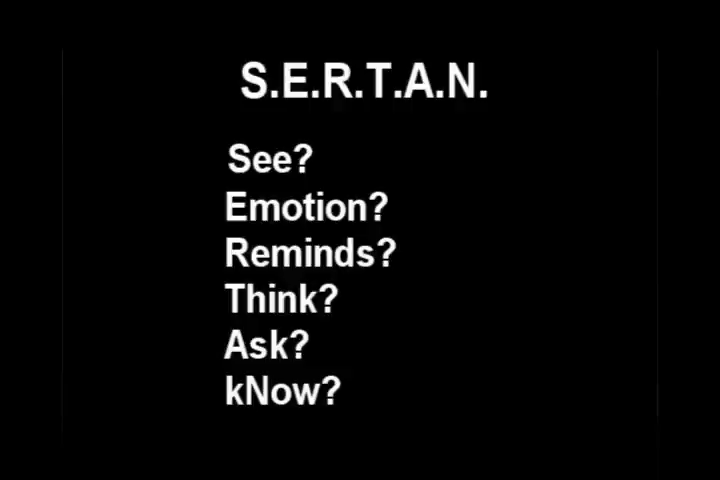 S.E.R.T.A.N.
See?
Emotion?
Reminds?
Think?
Ask?
kNow?